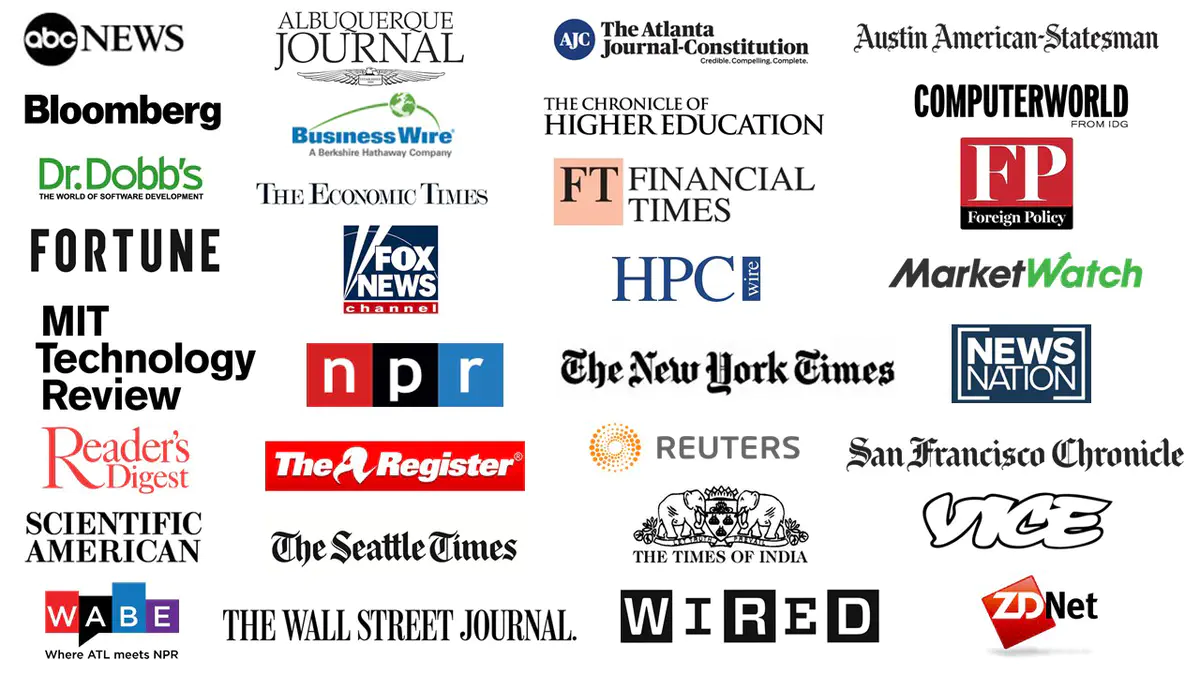 abc NEWS
ALBUQUERQUE
JOURNAL
AJC The Atlanta
Journal-Constitution
Credible. Compelling. Complete.
Austin American-Statesman
Bloomberg
Business Wire®
A Berkshire Hathaway Company
THE CHRONICLE OF
HIGHER EDUCATION
COMPUTERWORLD
FROM IDG
Dr. Dobb's
THE WORLD OF SOFTWARE DEVELOPMENT
THE ECONOMIC TIMES
FT FINANCIAL
TIMES
FP
Foreign Policy
FORTUNE
FOX
NEWS
channel
HPC wire
MarketWatch
MIT
Technology
Review
npr
The New York Times
NEWS
NATION
Reader's
Digest
The Register®
REUTERS
San Francisco Chronicle
SCIENTIFIC
AMERICAN
The Seattle Times
LET TRUTH PREVAIL
THE TIMES OF INDIA
VICE
WABE
Where ATL meets NPR
THE WALL STREET JOURNAL.
WIRED
ZDNet